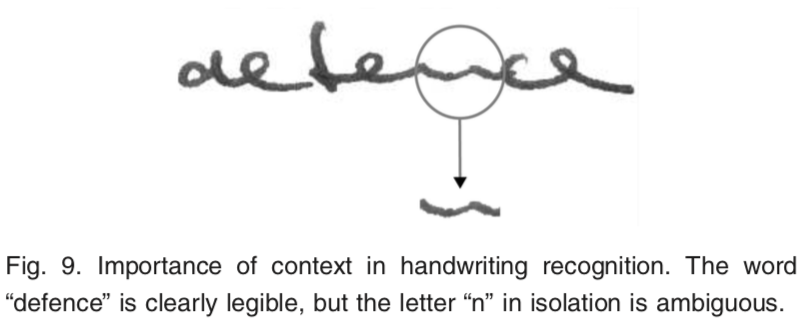 defence
Fig. 9. Importance of context in handwriting recognition. The word
“defence” is clearly legible, but the letter “n” in isolation is ambiguous.